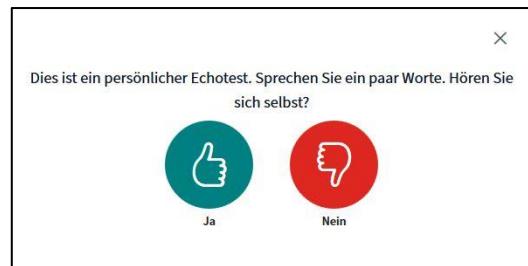 Dies ist ein persönlicher Echotest. Sprechen Sie ein paar Worte. Hören Sie
sich selbst?
Ja
Nein